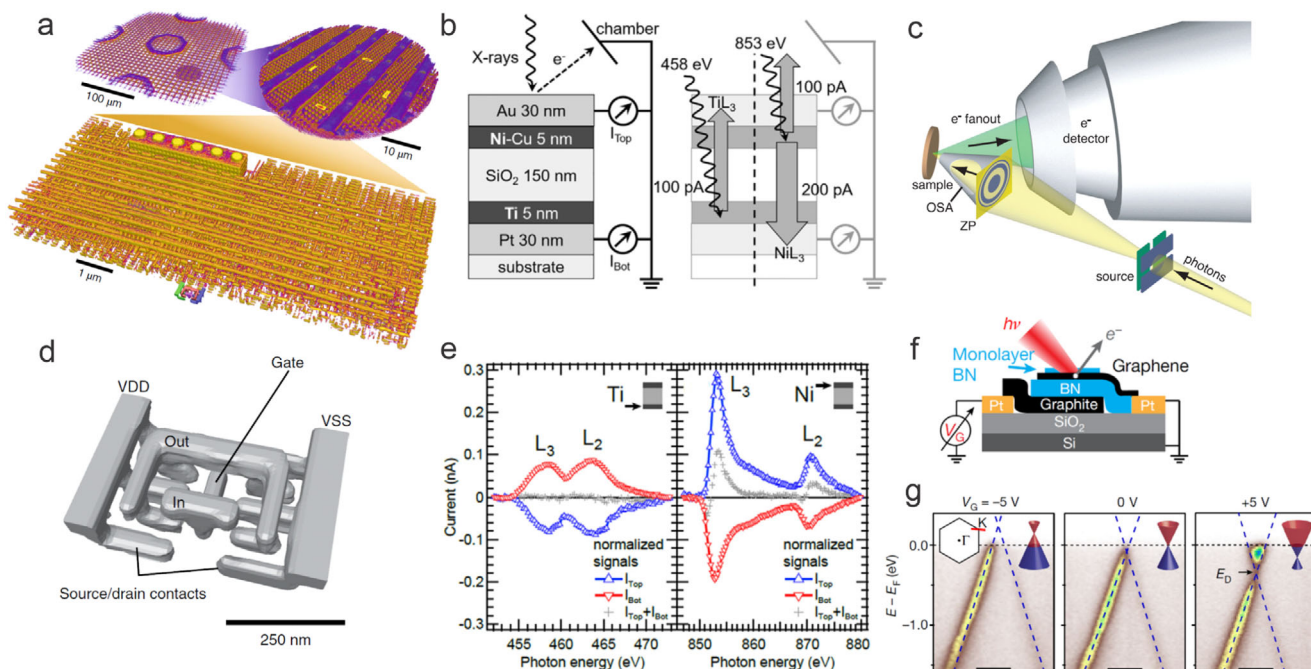 a
100 μm
10 μm
1 μm
b
X-rays
e⁻
chamber
Au 30 nm
Ni-Cu 5 nm
SiO₂ 150 nm
Ti 5 nm
Pt 30 nm
substrate
I_Top
I_Bot
458 eV
853 eV
TiL₃
100 pA
100 pA
200 pA
NiL₃
c
e⁻ fanout
e⁻
detector
sample
OSA
ZP
source
photons
d
VDD
Gate
VSS
Out
In
Source/drain contacts
250 nm
e
Current (nA)
0.3
0.2
0.1
0
-0.1
-0.2
-0.3
Ti
L₃
L₂
normalized
signals
I_Top
I_Bot
I_Top+I_Bot
455
460
465
470
Photon energy (eV)
Ni
L₃
L₂
normalized
signals
I_Top
I_Bot
I_Top+I_Bot
850
860
870
880
Photon energy (eV)
f
hν
e⁻
Monolayer
BN
Graphene
BN
Pt
Graphite
Pt
SiO₂
Si
V_G
g
V_G = −5 V
0 V
+5 V
K
·Γ
E_D
E − E_F (eV)
0.0
−1.0